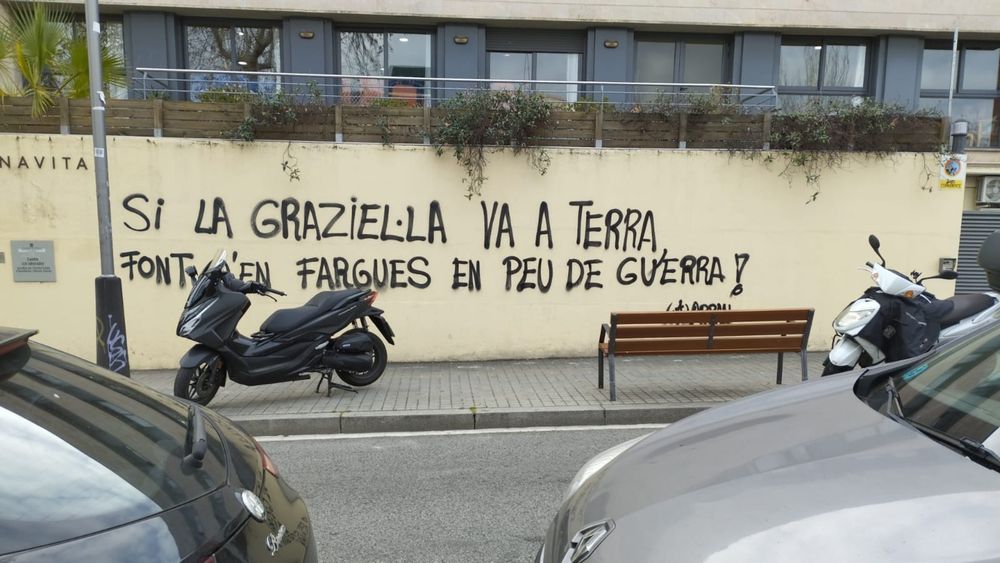 NAVITA
SI LA GRAZIEL·LA VA A TERRA,
FONT D'EN FARGUES EN PEU DE GUERRA!